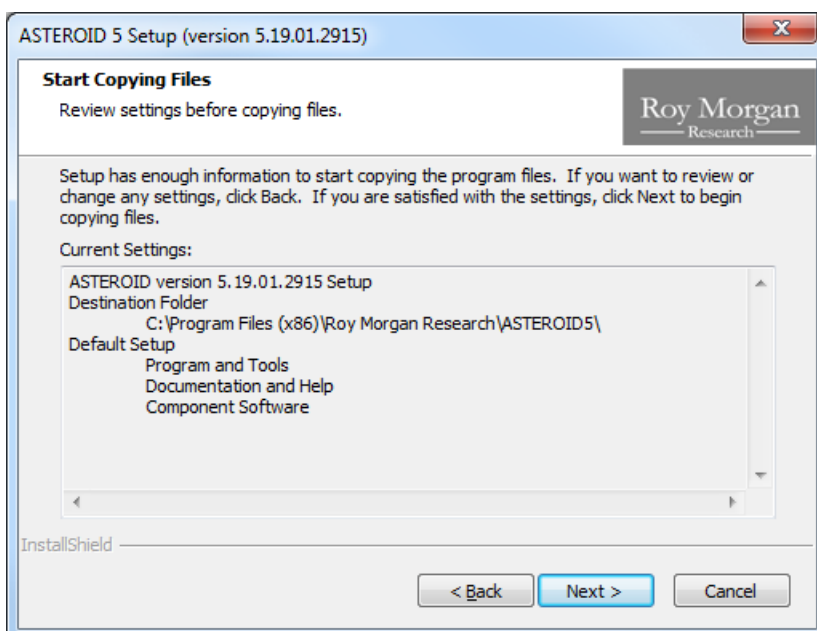 ASTEROID 5 Setup (version 5.19.01.2915)
Start Copying Files
Review settings before copying files.
Roy Morgan
Research
Setup has enough information to start copying the program files. If you want to review or
change any settings, click Back. If you are satisfied with the settings, click Next to begin
copying files.
Current Settings:
ASTEROID version 5.19.01.2915 Setup
Destination Folder
C:\Program Files (x86)\Roy Morgan Research\ASTEROID5\
Default Setup
Program and Tools
Documentation and Help
Component Software
InstallShield
< Back
Next >
Cancel